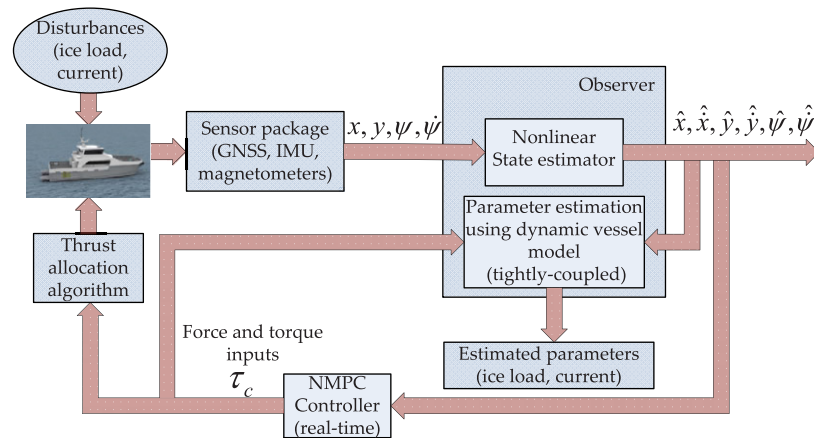 Disturbances
(ice load,
current)
Sensor package
(GNSS, IMU,
magnetometers)
x, y, ψ, ψ̇
Observer
Nonlinear
State estimator
x̂, x̂̇, ŷ, ŷ̇, ψ̂, ψ̂̇
Parameter estimation
using dynamic vessel
model
(tightly-coupled)
Thrust
allocation
algorithm
Force and torque
inputs
τc
Estimated parameters
(ice load, current)
NMPC
Controller
(real-time)